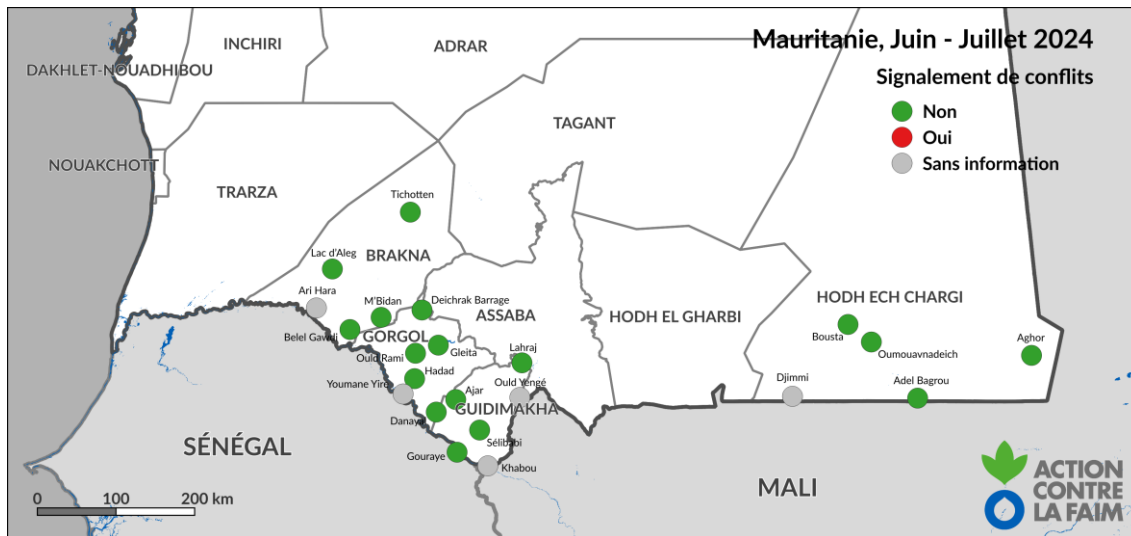 Mauritanie, Juin - Juillet 2024
Signalement de conflits
Non
Oui
Sans information
INCHIRI
ADRAR
DAKHLET-NOUADHIBOU
TAGANT
NOUAKCHOTT
TRARZA
Tichotten
BRAKNA
Lac d'Aleg
Ari Hara
M'Bidan
Deichrak Barrage
ASSABA
HODH EL GHARBI
HODH ECH CHARGI
Belel Gawdi
GORGOL
Gleita
Ould Rami
Lahraj
Bousta
Oumouavnadeich
Aghor
Hadad
Youmane Yiré
Ajar
Ould Yengé
Djimmi
Adel Bagrou
GUIDIMAKHA
Danaya
Sélibabi
Gouraye
Khabou
SÉNÉGAL
MALI
0 100 200 km
ACTION
CONTRE
LA FAIM